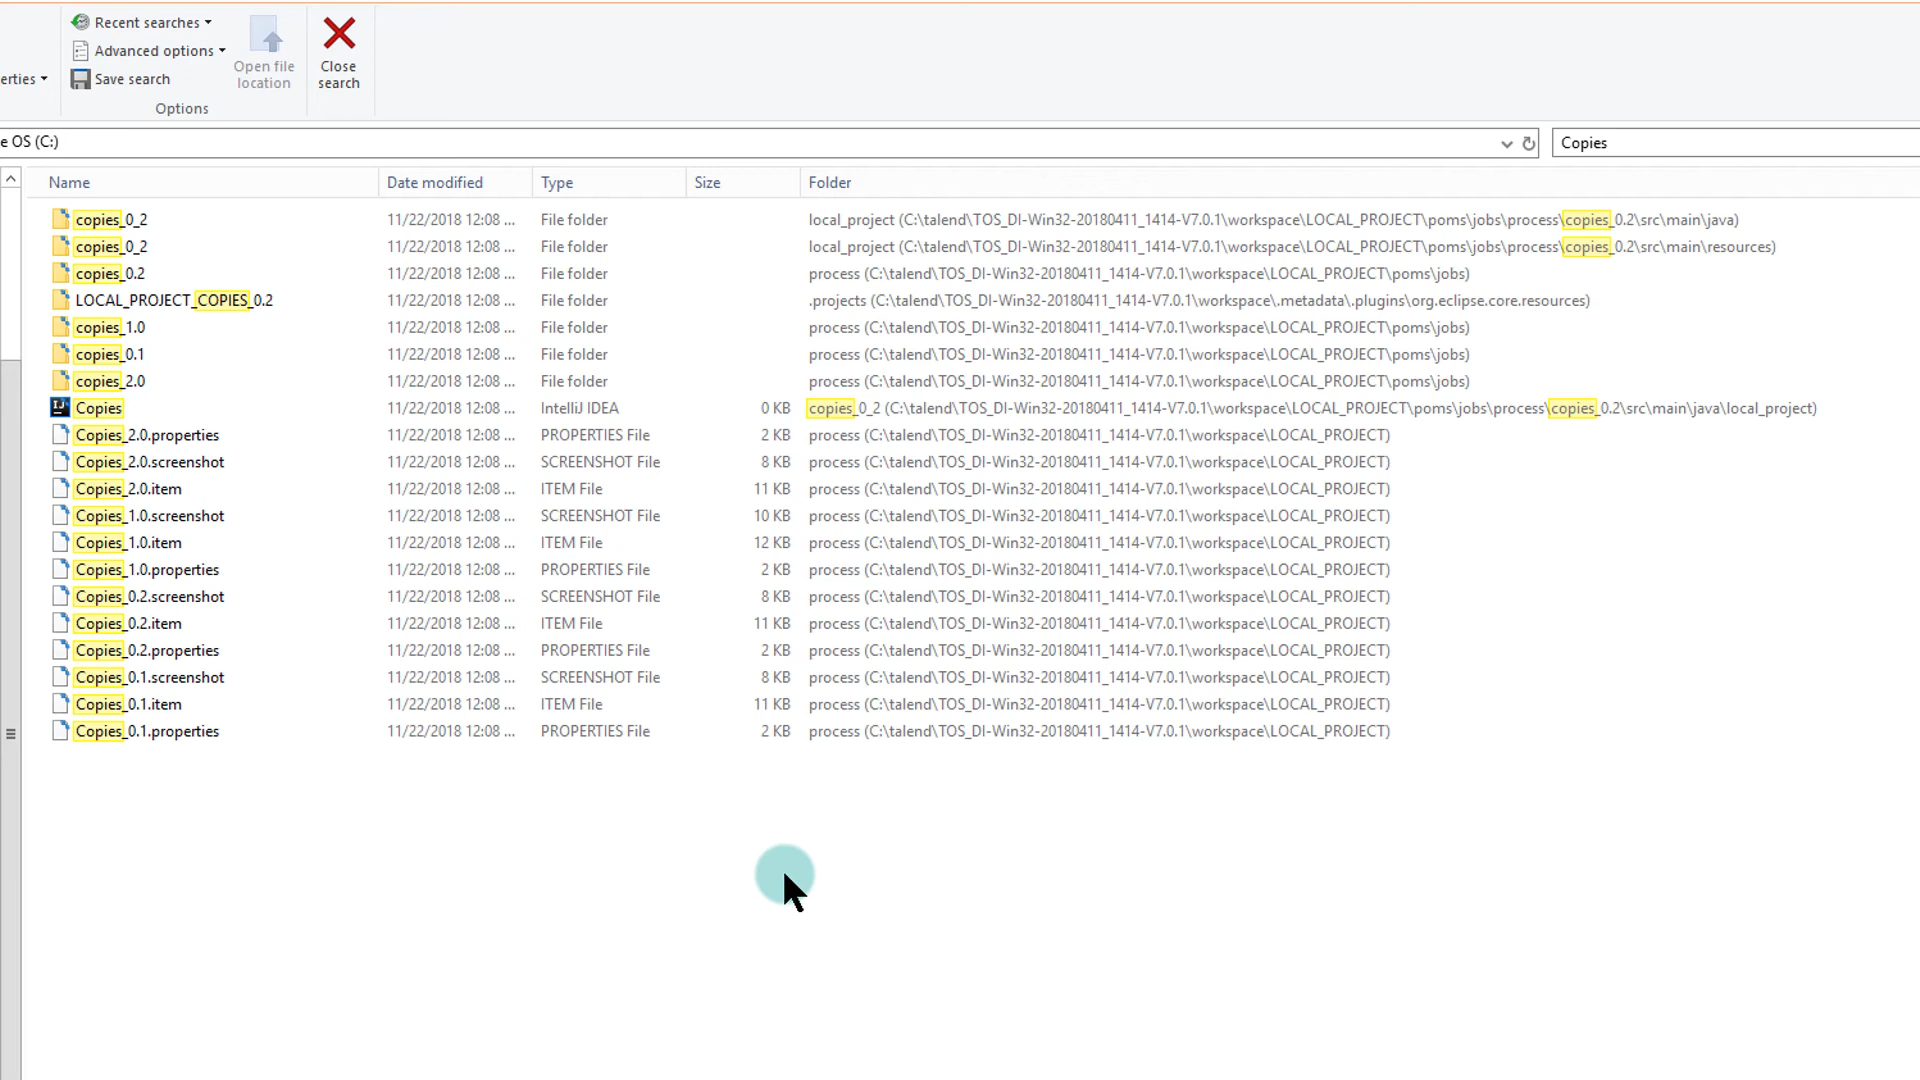 Recent searches
Advanced options
Save search
erties
Open file
location
Close
search
Options
e OS (C:)
Copies
Name Date modified Type Size Folder
copies_0_2 11/22/2018 12:08 ... File folder local_project (C:\talend\TOS_DI-Win32-20180411_1414-V7.0.1\workspace\LOCAL_PROJECT\poms\jobs\process\copies_0.2\src\main\java)
copies_0_2 11/22/2018 12:08 ... File folder local_project (C:\talend\TOS_DI-Win32-20180411_1414-V7.0.1\workspace\LOCAL_PROJECT\poms\jobs\process\copies_0.2\src\main\resources)
copies_0.2 11/22/2018 12:08 ... File folder process (C:\talend\TOS_DI-Win32-20180411_1414-V7.0.1\workspace\LOCAL_PROJECT\poms\jobs)
LOCAL_PROJECT_COPIES_0.2 11/22/2018 12:08 ... File folder .projects (C:\talend\TOS_DI-Win32-20180411_1414-V7.0.1\workspace\.metadata\.plugins\org.eclipse.core.resources)
copies_1.0 11/22/2018 12:08 ... File folder process (C:\talend\TOS_DI-Win32-20180411_1414-V7.0.1\workspace\LOCAL_PROJECT\poms\jobs)
copies_0.1 11/22/2018 12:08 ... File folder process (C:\talend\TOS_DI-Win32-20180411_1414-V7.0.1\workspace\LOCAL_PROJECT\poms\jobs)
copies_2.0 11/22/2018 12:08 ... File folder process (C:\talend\TOS_DI-Win32-20180411_1414-V7.0.1\workspace\LOCAL_PROJECT\poms\jobs)
IJ Copies 11/22/2018 12:08 ... IntelliJ IDEA 0 KB copies_0_2 (C:\talend\TOS_DI-Win32-20180411_1414-V7.0.1\workspace\LOCAL_PROJECT\poms\jobs\process\copies_0.2\src\main\java\local_project)
Copies_2.0.properties 11/22/2018 12:08 ... PROPERTIES File 2 KB process (C:\talend\TOS_DI-Win32-20180411_1414-V7.0.1\workspace\LOCAL_PROJECT)
Copies_2.0.screenshot 11/22/2018 12:08 ... SCREENSHOT File 8 KB process (C:\talend\TOS_DI-Win32-20180411_1414-V7.0.1\workspace\LOCAL_PROJECT)
Copies_2.0.item 11/22/2018 12:08 ... ITEM File 11 KB process (C:\talend\TOS_DI-Win32-20180411_1414-V7.0.1\workspace\LOCAL_PROJECT)
Copies_1.0.screenshot 11/22/2018 12:08 ... SCREENSHOT File 10 KB process (C:\talend\TOS_DI-Win32-20180411_1414-V7.0.1\workspace\LOCAL_PROJECT)
Copies_1.0.item 11/22/2018 12:08 ... ITEM File 12 KB process (C:\talend\TOS_DI-Win32-20180411_1414-V7.0.1\workspace\LOCAL_PROJECT)
Copies_1.0.properties 11/22/2018 12:08 ... PROPERTIES File 2 KB process (C:\talend\TOS_DI-Win32-20180411_1414-V7.0.1\workspace\LOCAL_PROJECT)
Copies_0.2.screenshot 11/22/2018 12:08 ... SCREENSHOT File 8 KB process (C:\talend\TOS_DI-Win32-20180411_1414-V7.0.1\workspace\LOCAL_PROJECT)
Copies_0.2.item 11/22/2018 12:08 ... ITEM File 11 KB process (C:\talend\TOS_DI-Win32-20180411_1414-V7.0.1\workspace\LOCAL_PROJECT)
Copies_0.2.properties 11/22/2018 12:08 ... PROPERTIES File 2 KB process (C:\talend\TOS_DI-Win32-20180411_1414-V7.0.1\workspace\LOCAL_PROJECT)
Copies_0.1.screenshot 11/22/2018 12:08 ... SCREENSHOT File 8 KB process (C:\talend\TOS_DI-Win32-20180411_1414-V7.0.1\workspace\LOCAL_PROJECT)
Copies_0.1.item 11/22/2018 12:08 ... ITEM File 11 KB process (C:\talend\TOS_DI-Win32-20180411_1414-V7.0.1\workspace\LOCAL_PROJECT)
Copies_0.1.properties 11/22/2018 12:08 ... PROPERTIES File 2 KB process (C:\talend\TOS_DI-Win32-20180411_1414-V7.0.1\workspace\LOCAL_PROJECT)